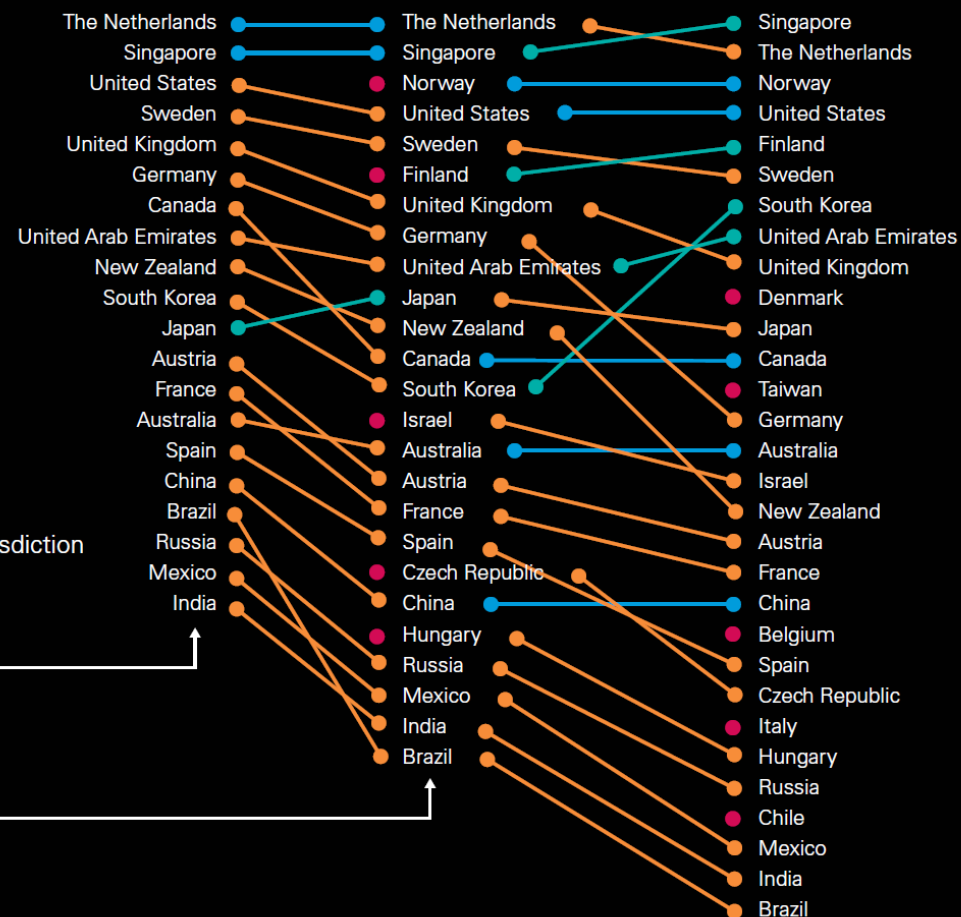 The Netherlands
Singapore
United States
Sweden
United Kingdom
Germany
Canada
United Arab Emirates
New Zealand
South Korea
Japan
Austria
France
Australia
Spain
China
Brazil
Russia
Mexico
India
sdiction
The Netherlands
Singapore
Norway
United States
Sweden
Finland
United Kingdom
Germany
United Arab Emirates
Japan
New Zealand
Canada
South Korea
Israel
Australia
Austria
France
Spain
Czech Republic
China
Hungary
Russia
Mexico
India
Brazil
Singapore
The Netherlands
Norway
United States
Finland
Sweden
South Korea
United Arab Emirates
United Kingdom
Denmark
Japan
Canada
Taiwan
Germany
Australia
Israel
New Zealand
Austria
France
China
Belgium
Spain
Czech Republic
Italy
Hungary
Russia
Chile
Mexico
India
Brazil